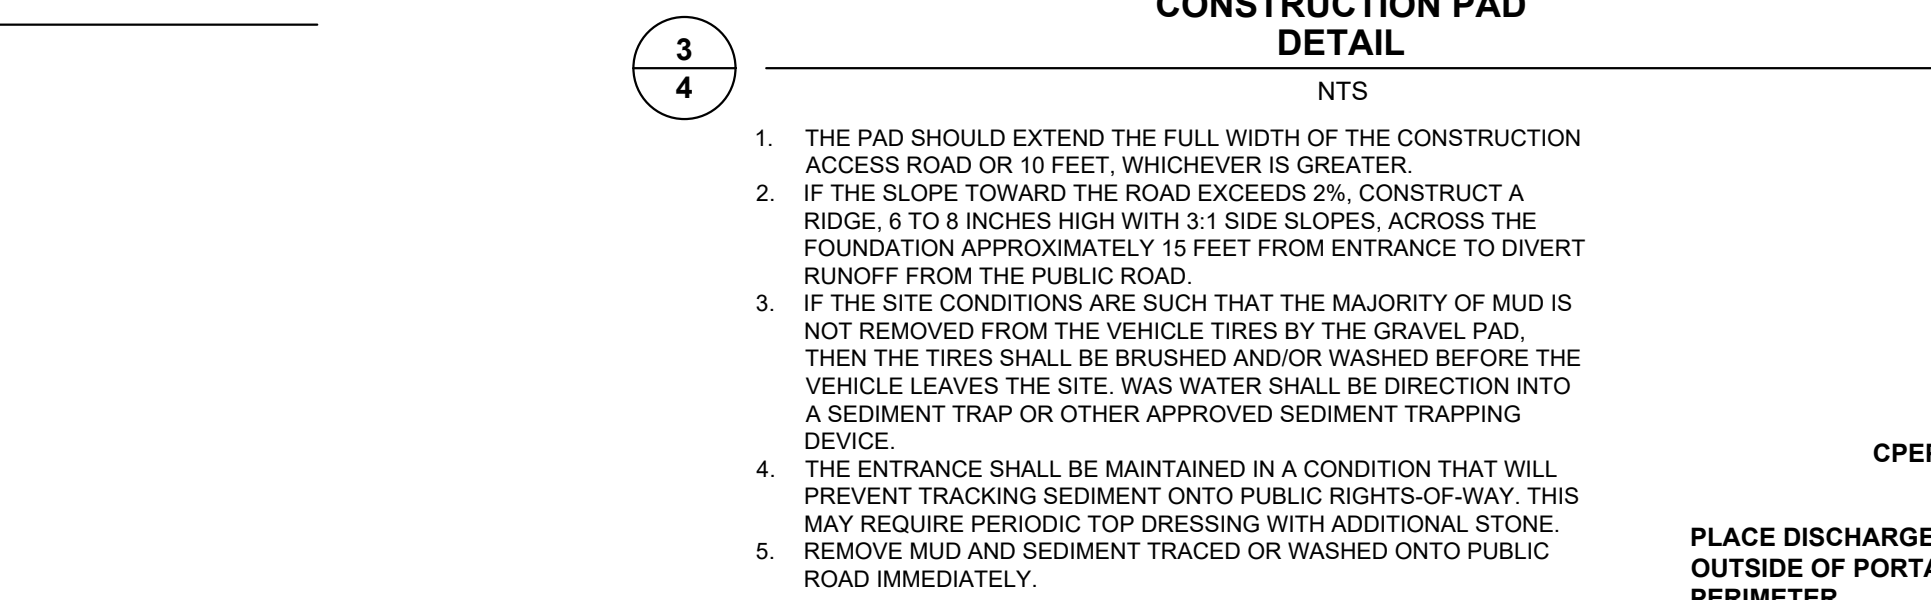 CONSTRUCTION PAD
DETAIL
3
4
NTS
1. THE PAD SHOULD EXTEND THE FULL WIDTH OF THE CONSTRUCTION
ACCESS ROAD OR 10 FEET, WHICHEVER IS GREATER.
2. IF THE SLOPE TOWARD THE ROAD EXCEEDS 2%, CONSTRUCT A
RIDGE, 6 TO 8 INCHES HIGH WITH 3:1 SIDE SLOPES, ACROSS THE
FOUNDATION APPROXIMATELY 15 FEET FROM ENTRANCE TO DIVERT
RUNOFF FROM THE PUBLIC ROAD.
3. IF THE SITE CONDITIONS ARE SUCH THAT THE MAJORITY OF MUD IS
NOT REMOVED FROM THE VEHICLE TIRES BY THE GRAVEL PAD,
THEN THE TIRES SHALL BE BRUSHED AND/OR WASHED BEFORE THE
VEHICLE LEAVES THE SITE. WAS WATER SHALL BE DIRECTION INTO
A SEDIMENT TRAP OR OTHER APPROVED SEDIMENT TRAPPING
DEVICE.
4. THE ENTRANCE SHALL BE MAINTAINED IN A CONDITION THAT WILL
PREVENT TRACKING SEDIMENT ONTO PUBLIC RIGHTS-OF-WAY. THIS
MAY REQUIRE PERIODIC TOP DRESSING WITH ADDITIONAL STONE.
5. REMOVE MUD AND SEDIMENT TRACED OR WASHED ONTO PUBLIC
ROAD IMMEDIATELY.
PLACE DISCHARGE
OUTSIDE OF
PERIMETER